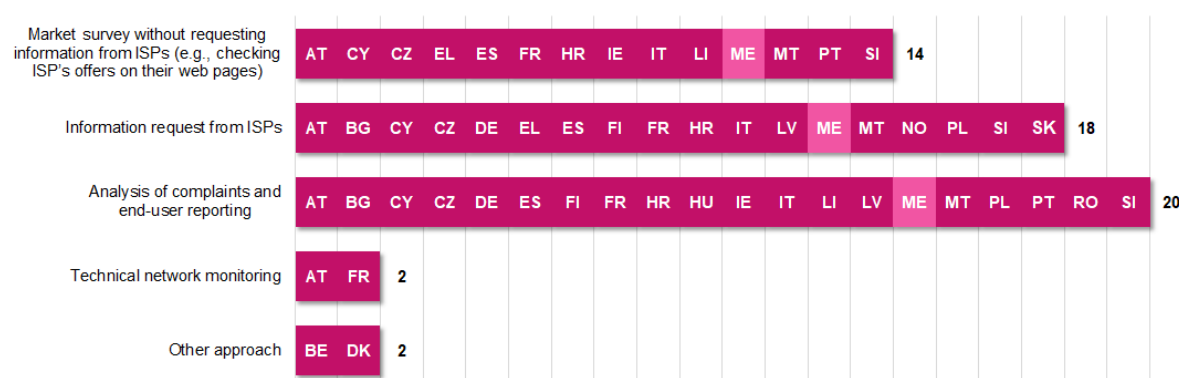 Market survey without requesting
information from ISPs (e.g., checking
ISP's offers on their web pages)
AT CY CZ EL ES FR HR IE IT LI ME MT PT SI 14
Information request from ISPs
AT BG CY CZ DE EL ES FI FR HR IT LV ME MT NO PL SI SK 18
Analysis of complaints and
end-user reporting
AT BG CY CZ DE ES FI FR HR HU IE IT LI LV ME MT PL PT RO SI 20
Technical network monitoring
AT FR 2
Other approach
BE DK 2